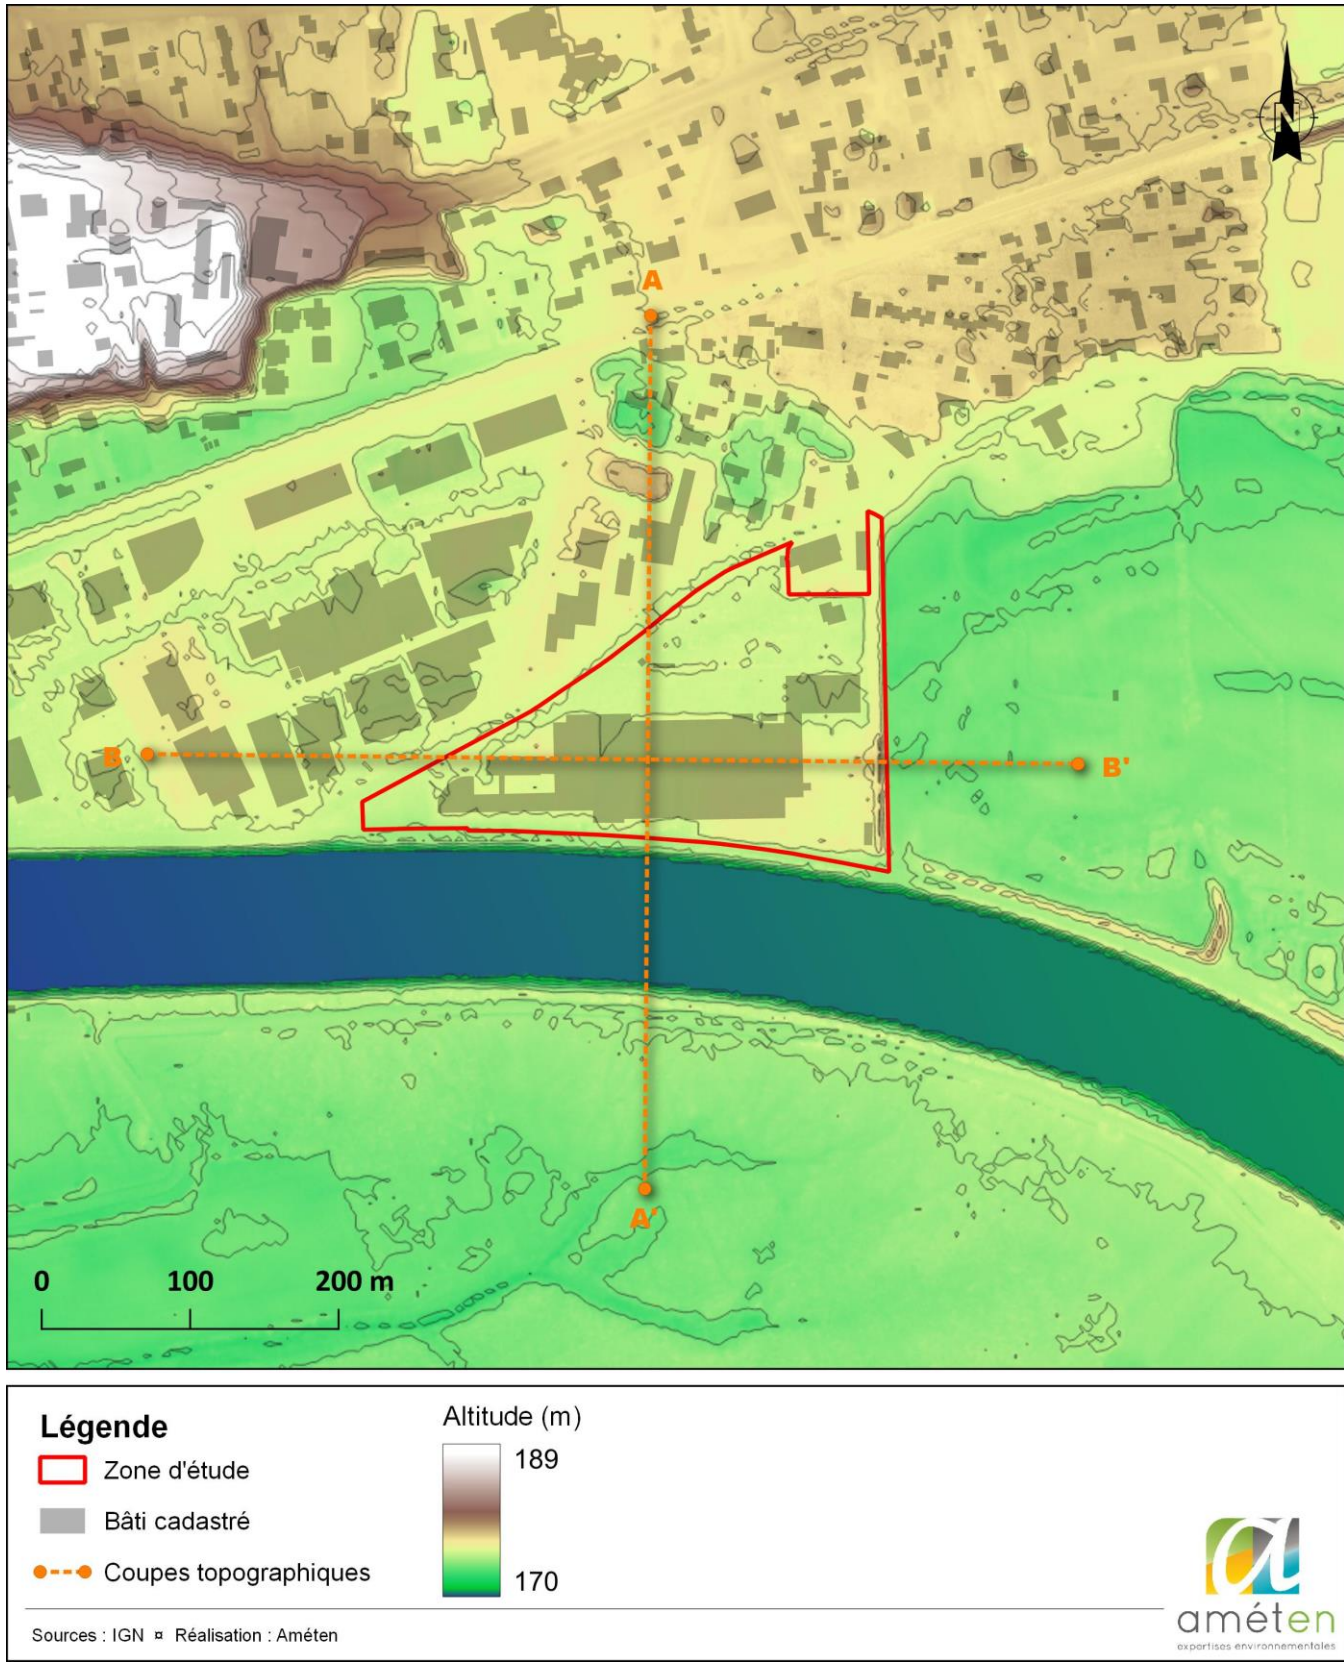 N
A
B
B'
A'
0 100 200 m
Légende
Zone d'étude
Bâti cadastré
Coupes topographiques
Altitude (m)
189
170
Sources : IGN ¤ Réalisation : Améten
a
améten
expertises environnementales